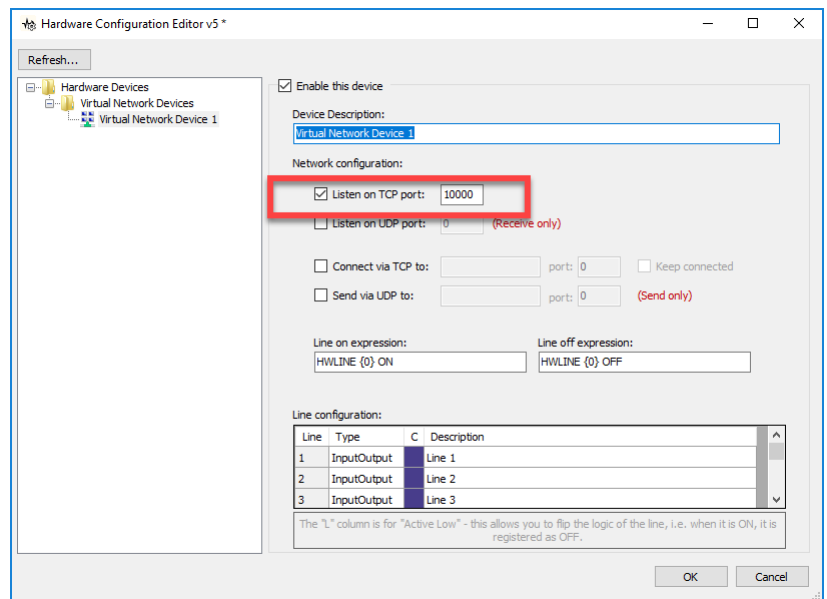 Hardware Configuration Editor v5 *
Refresh...
Hardware Devices
Virtual Network Devices
Virtual Network Device 1
Enable this device
Device Description:
Virtual Network Device 1
Network configuration:
Listen on TCP port: 10000
Listen on UDP port: 0 (Receive only)
Connect via TCP to: port: 0 Keep connected
Send via UDP to: port: 0 (Send only)
Line on expression: Line off expression:
HWLINE {0} ON HWLINE {0} OFF
Line configuration:
Line Type C Description
1 InputOutput Line 1
2 InputOutput Line 2
3 InputOutput Line 3
The "L" column is for "Active Low" - this allows you to flip the logic of the line, i.e. when it is ON, it is
registered as OFF.
OK Cancel